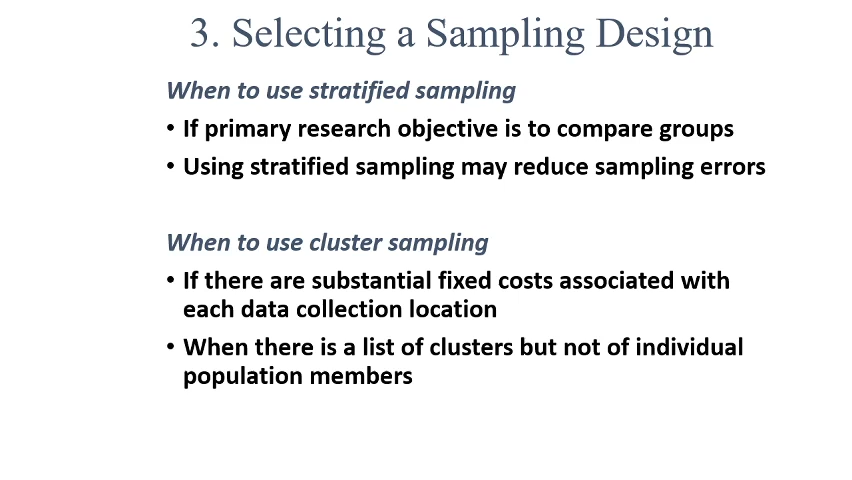 3. Selecting a Sampling Design
When to use stratified sampling
• If primary research objective is to compare groups
• Using stratified sampling may reduce sampling errors
When to use cluster sampling
• If there are substantial fixed costs associated with
each data collection location
• When there is a list of clusters but not of individual
population members